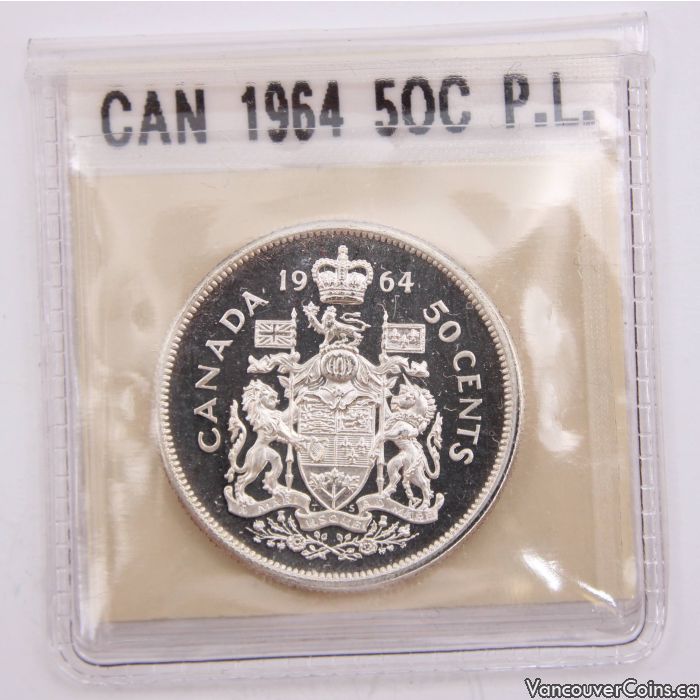 CAN 1964 50C P.L.
1964
CANADA
50 CENTS
VancouverCoins.ca